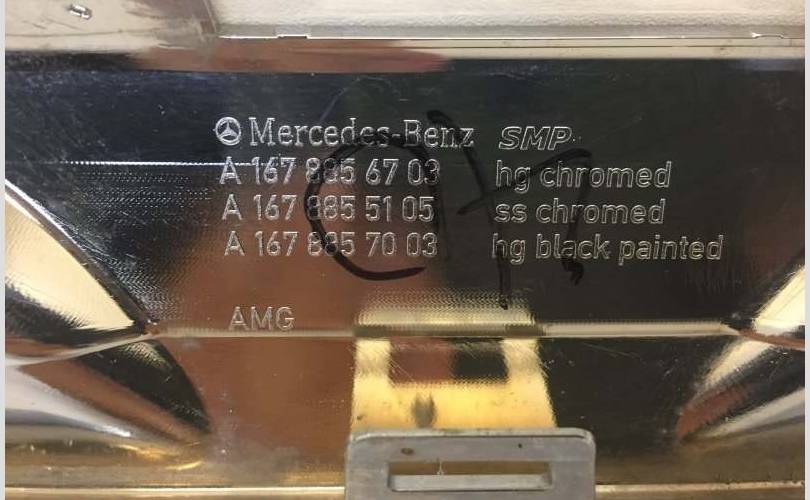 Mercedes-Benz SMP
A 167 885 67 03 hg chromed
A 167 885 51 05 ss chromed
A 167 885 70 03 hg black painted
AMG